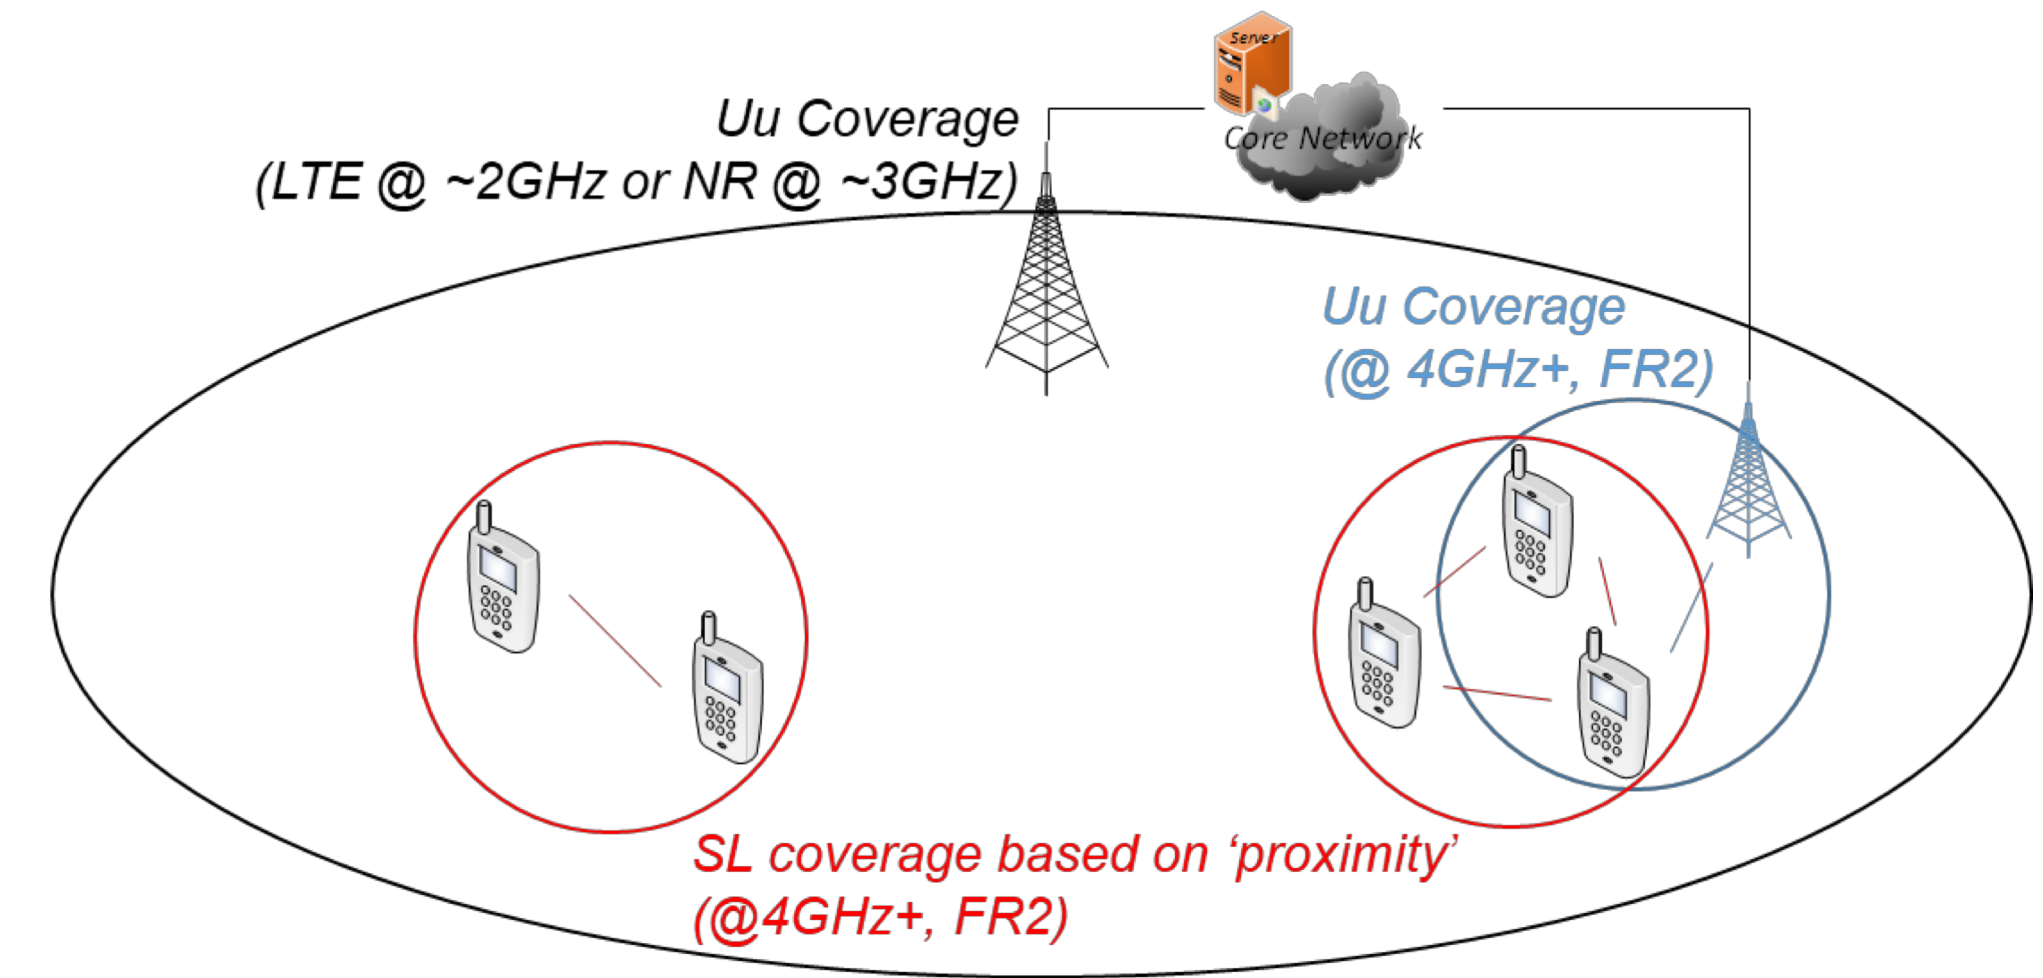 Server
Core Network
Uu Coverage
(LTE @ ~2GHz or NR @ ~3GHz)
Uu Coverage
(@ 4GHz+, FR2)
SL coverage based on ‘proximity’
(@4GHz+, FR2)